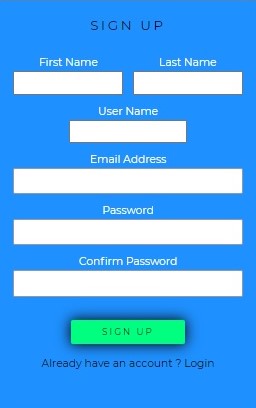 SIGN UP
First Name Last Name
User Name
Email Address
Password
Confirm Password
SIGN UP
Already have an account ? Login